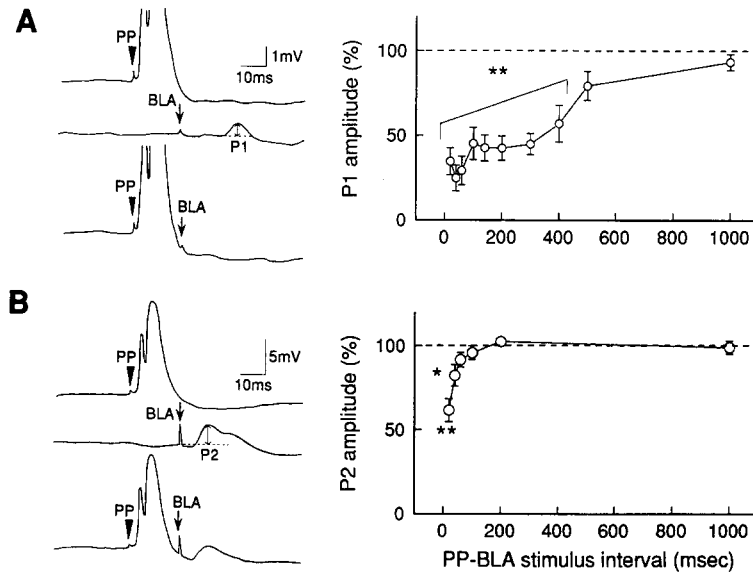 A
PP
1mV
10ms
BLA
P1
PP
BLA
P1 amplitude (%)
100
50
0
**
0 200 400 600 800 1000
B
PP
5mV
10ms
BLA
P2
PP
BLA
P2 amplitude (%)
100
50
0
*
**
0 200 400 600 800 1000
PP-BLA stimulus interval (msec)